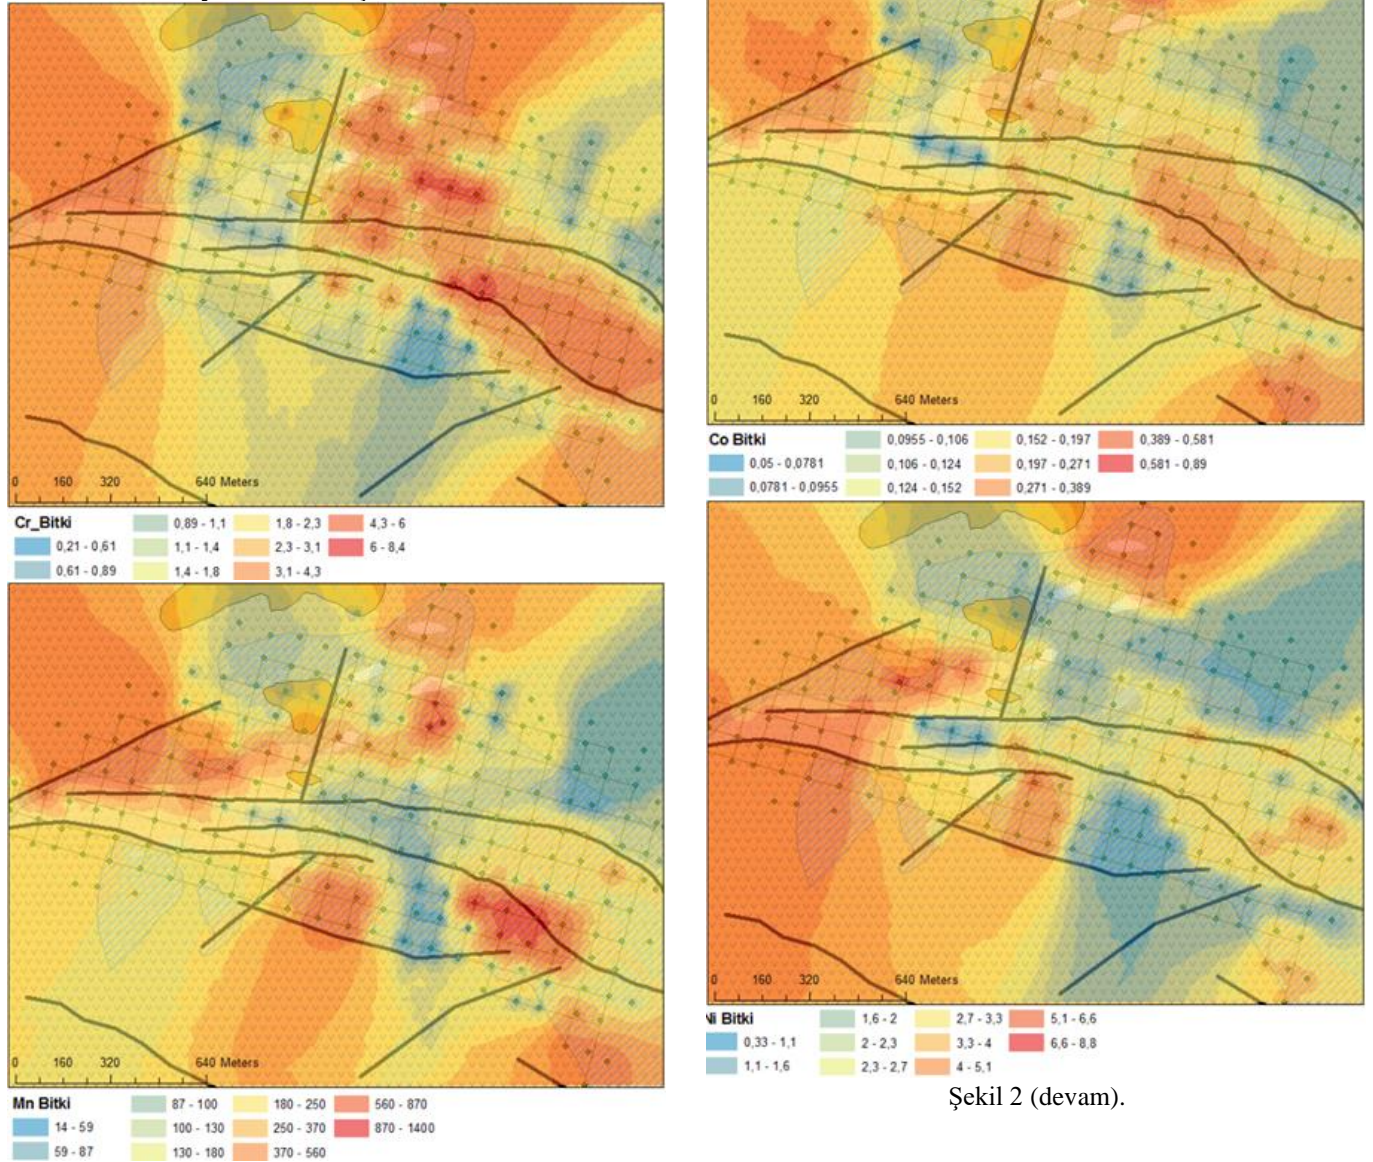 0 160 320 640 Meters
Cr_Bitki
0,21 - 0,61
0,61 - 0,89
0,89 - 1,1
1,1 - 1,4
1,4 - 1,8
1,8 - 2,3
2,3 - 3,1
3,1 - 4,3
4,3 - 6
6 - 8,4
0 160 320 640 Meters
Mn Bitki
14 - 59
59 - 87
87 - 100
100 - 130
130 - 180
180 - 250
250 - 370
370 - 560
560 - 870
870 - 1400
0 160 320 640 Meters
Co Bitki
0,05 - 0,0781
0,0781 - 0,0955
0,0955 - 0,106
0,106 - 0,124
0,124 - 0,152
0,152 - 0,197
0,197 - 0,271
0,271 - 0,389
0,389 - 0,581
0,581 - 0,89
0 160 320 640 Meters
Ni Bitki
0,33 - 1,1
1,1 - 1,6
1,6 - 2
2 - 2,3
2,3 - 2,7
2,7 - 3,3
3,3 - 4
4 - 5,1
5,1 - 6,6
6,6 - 8,8
Şekil 2 (devam).